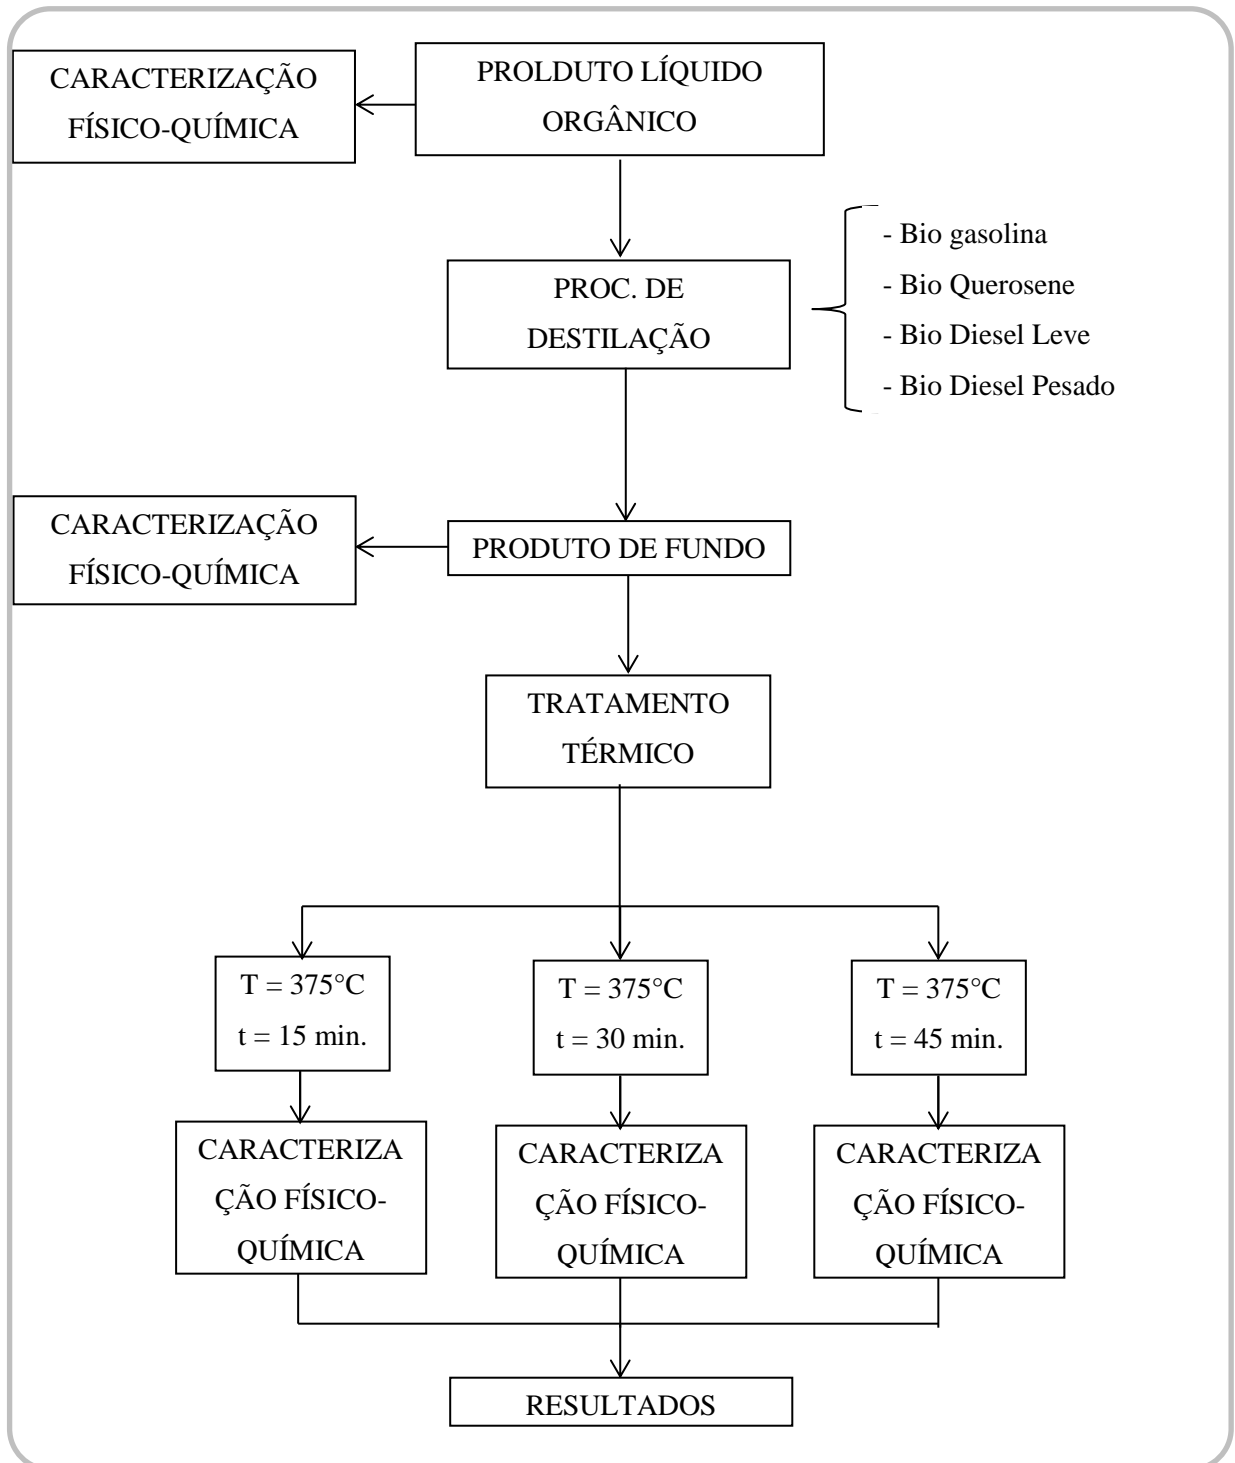 CARACTERIZAÇÃO
FÍSICO-QUÍMICA
PROLDUTO LÍQUIDO
ORGÂNICO
PROC. DE
DESTILAÇÃO
- Bio gasolina
- Bio Querosene
- Bio Diesel Leve
- Bio Diesel Pesado
CARACTERIZAÇÃO
FÍSICO-QUÍMICA
PRODUTO DE FUNDO
TRATAMENTO
TÉRMICO
T = 375°C
t = 15 min.
T = 375°C
t = 30 min.
T = 375°C
t = 45 min.
CARACTERIZA
ÇÃO FÍSICO-
QUÍMICA
CARACTERIZA
ÇÃO FÍSICO-
QUÍMICA
CARACTERIZA
ÇÃO FÍSICO-
QUÍMICA
RESULTADOS